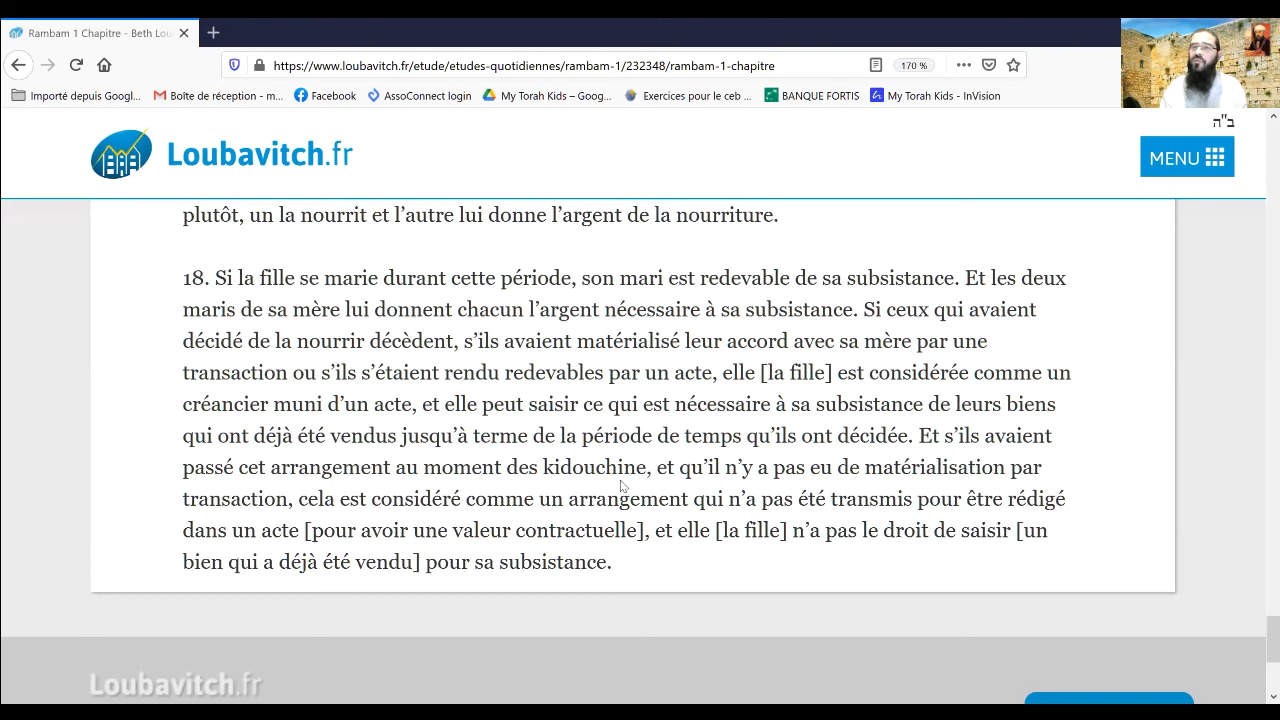 Rambam 1 Chapitre - Beth Lou
https://www.loubavitch.fr/etude/etudes-quotidiennes/rambam-1/232348/rambam-1-chapitre
170 %
Importé depuis Googl...
Boîte de réception - m...
Facebook
AssoConnect login
My Torah Kids – Goog...
Exercices pour le ceb ...
BANQUE FORTIS
My Torah Kids - InVision
ב"ה
Loubavitch.fr
MENU
plutôt, un la nourrit et l’autre lui donne l’argent de la nourriture.
18. Si la fille se marie durant cette période, son mari est redevable de sa subsistance. Et les deux
maris de sa mère lui donnent chacun l’argent nécessaire à sa subsistance. Si ceux qui avaient
décidé de la nourrir décèdent, s’ils avaient matérialisé leur accord avec sa mère par une
transaction ou s’ils s’étaient rendu redevables par un acte, elle [la fille] est considérée comme un
créancier muni d’un acte, et elle peut saisir ce qui est nécessaire à sa subsistance de leurs biens
qui ont déjà été vendus jusqu’à terme de la période de temps qu’ils ont décidée. Et s’ils avaient
passé cet arrangement au moment des kidouchine, et qu’il n’y a pas eu de matérialisation par
transaction, cela est considéré comme un arrangement qui n’a pas été transmis pour être rédigé
dans un acte [pour avoir une valeur contractuelle], et elle [la fille] n’a pas le droit de saisir [un
bien qui a déjà été vendu] pour sa subsistance.
Loubavitch.fr